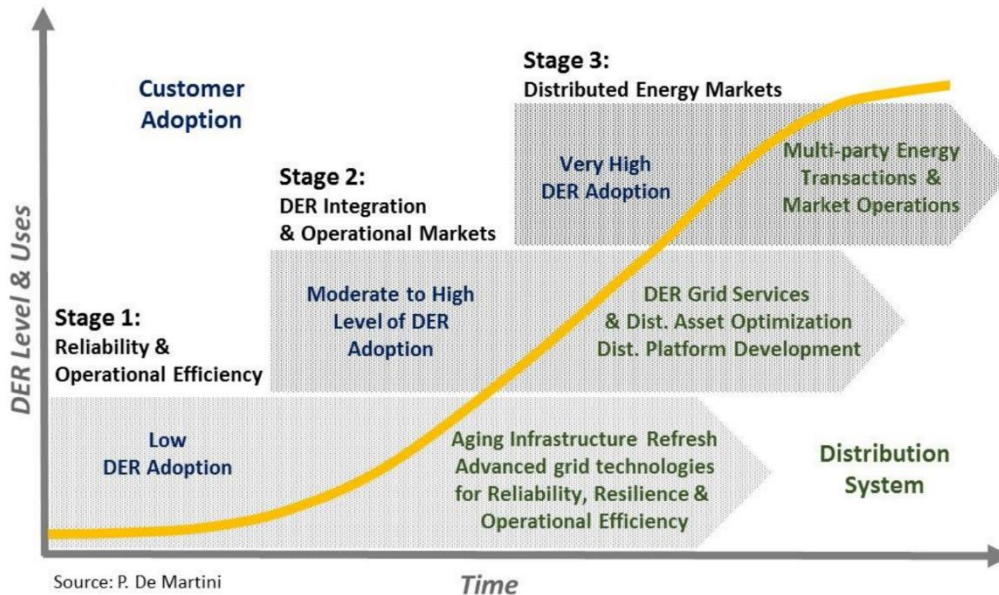 Customer
Adoption
Stage 3:
Distributed Energy Markets
Very High
DER Adoption
Multi-party Energy
Transactions &
Market Operations
Stage 2:
DER Integration
& Operational Markets
Moderate to High
Level of DER
Adoption
DER Grid Services
& Dist. Asset Optimization
Dist. Platform Development
Stage 1:
Reliability &
Operational Efficiency
Low
DER Adoption
Aging Infrastructure Refresh
Advanced grid technologies
for Reliability, Resilience &
Operational Efficiency
Distribution
System
DER Level & Uses
Time
Source: P. De Martini